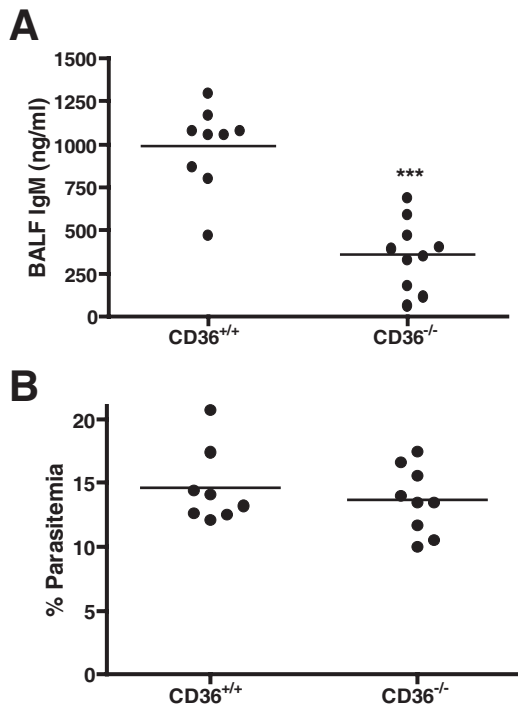 A
BALF IgM (ng/ml)
1500
1250
1000
750
500
250
0
***
CD36+/+
CD36-/-
B
% Parasitemia
20
15
10
5
0
CD36+/+
CD36-/-